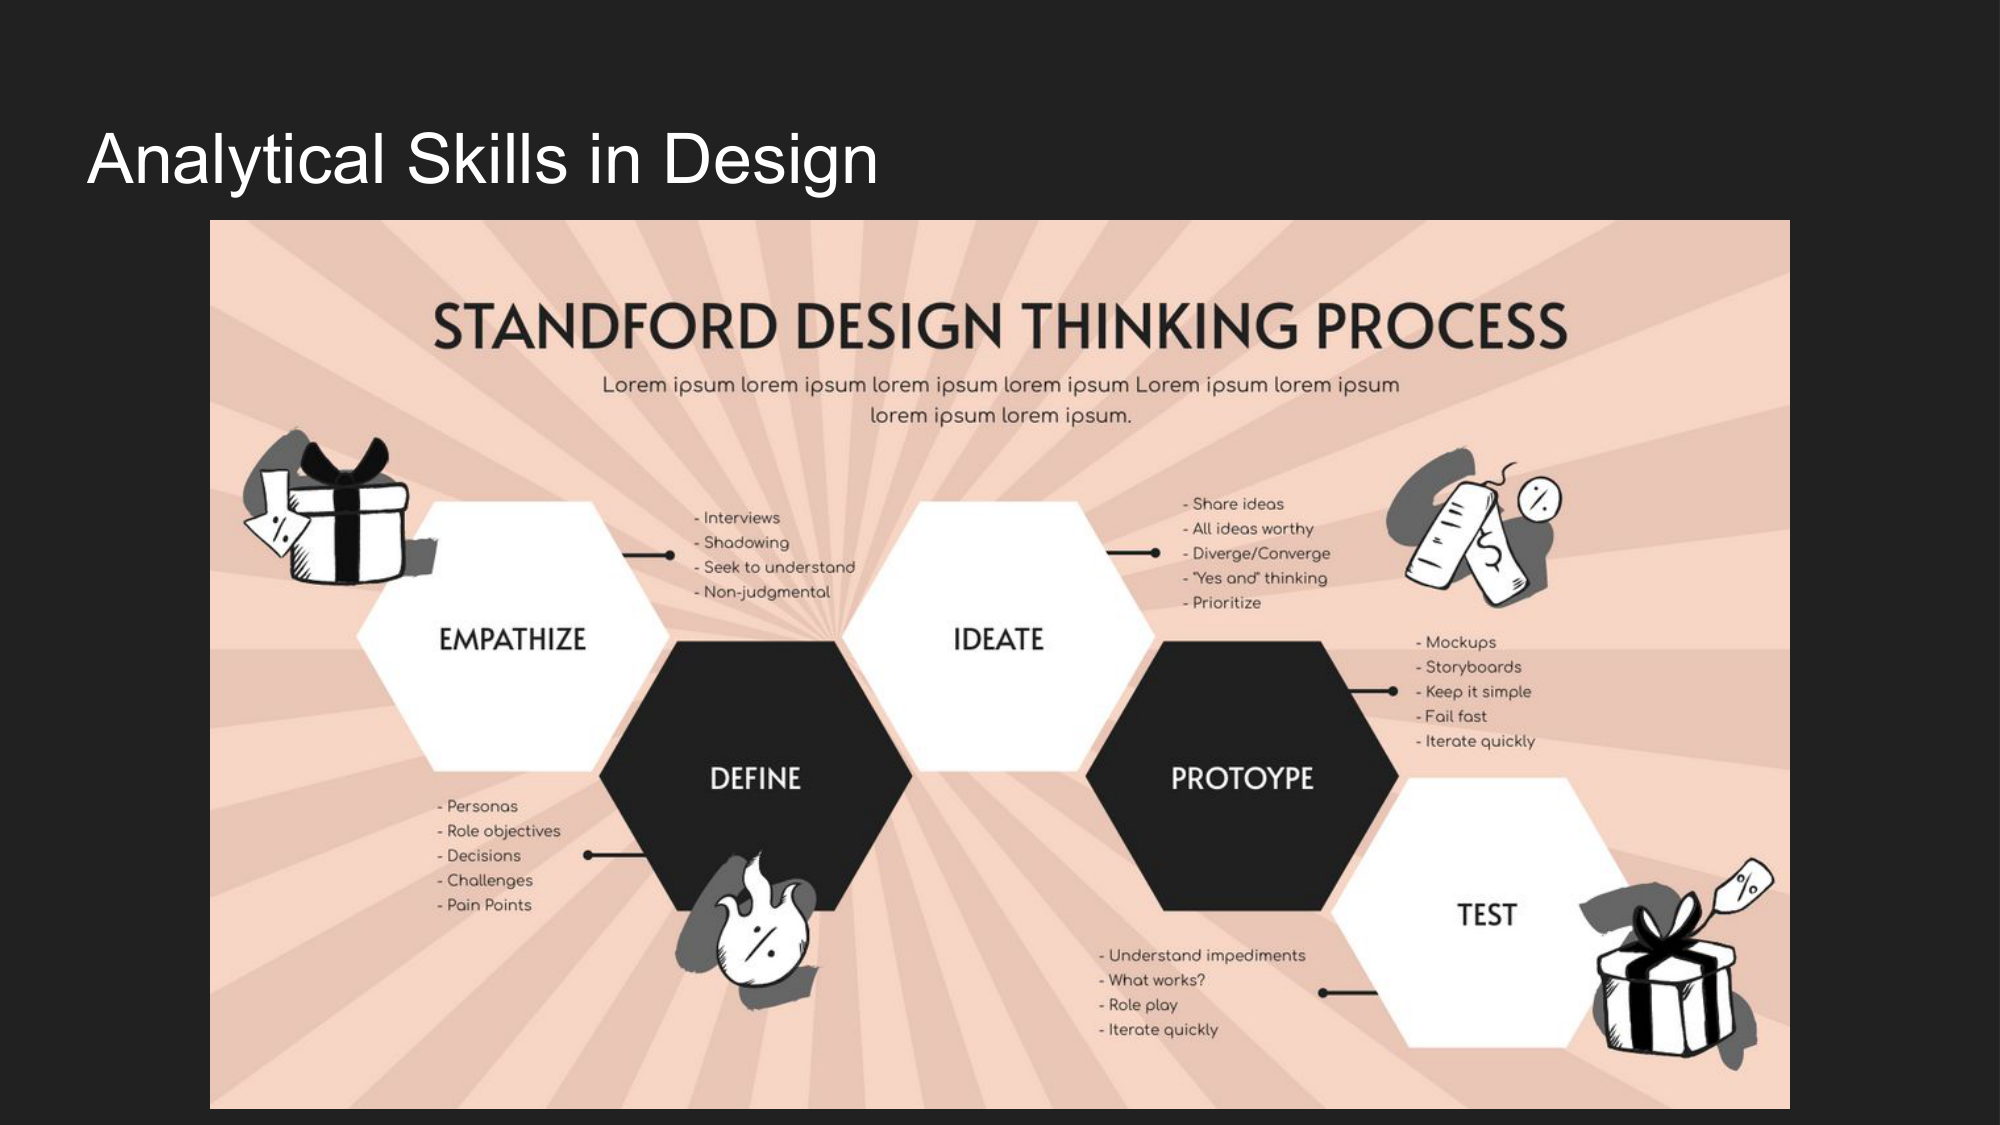 Analytical Skills in Design
STANDFORD DESIGN THINKING PROCESS
Lorem ipsum lorem ipsum lorem ipsum lorem ipsum Lorem ipsum lorem ipsum
lorem ipsum lorem ipsum.
EMPATHIZE
- Interviews
- Shadowing
- Seek to understand
- Non-judgmental
DEFINE
- Personas
- Role objectives
- Decisions
- Challenges
- Pain Points
IDEATE
- Share ideas
- All ideas worthy
- Diverge/Converge
- "Yes and" thinking
- Prioritize
PROTOYPE
- Mockups
- Storyboards
- Keep it simple
- Fail fast
- Iterate quickly
TEST
- Understand impediments
- What works?
- Role play
- Iterate quickly
%
%
$
%
%